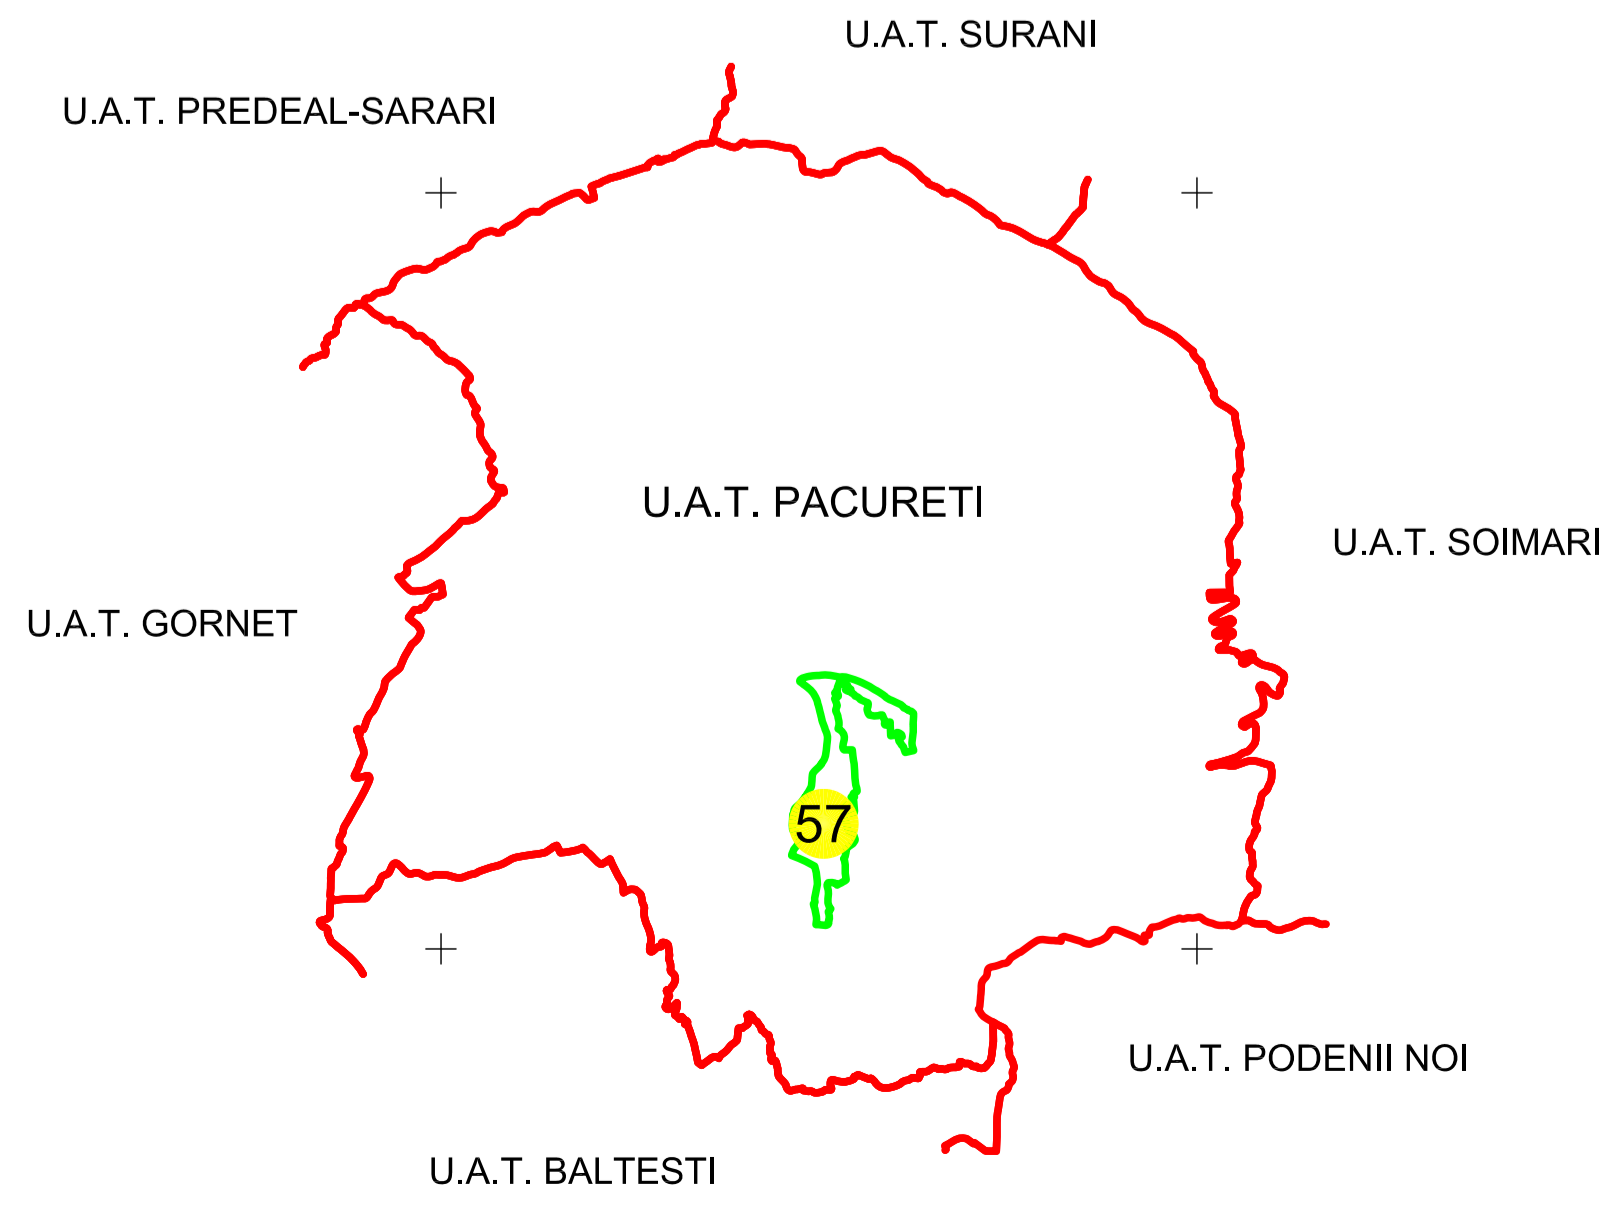 U.A.T. SURANI
U.A.T. PREDEAL-SARARI
U.A.T. PACURETI
U.A.T. SOIMARI
U.A.T. GORNET
57
U.A.T. PODENII NOI
U.A.T. BALTESTI